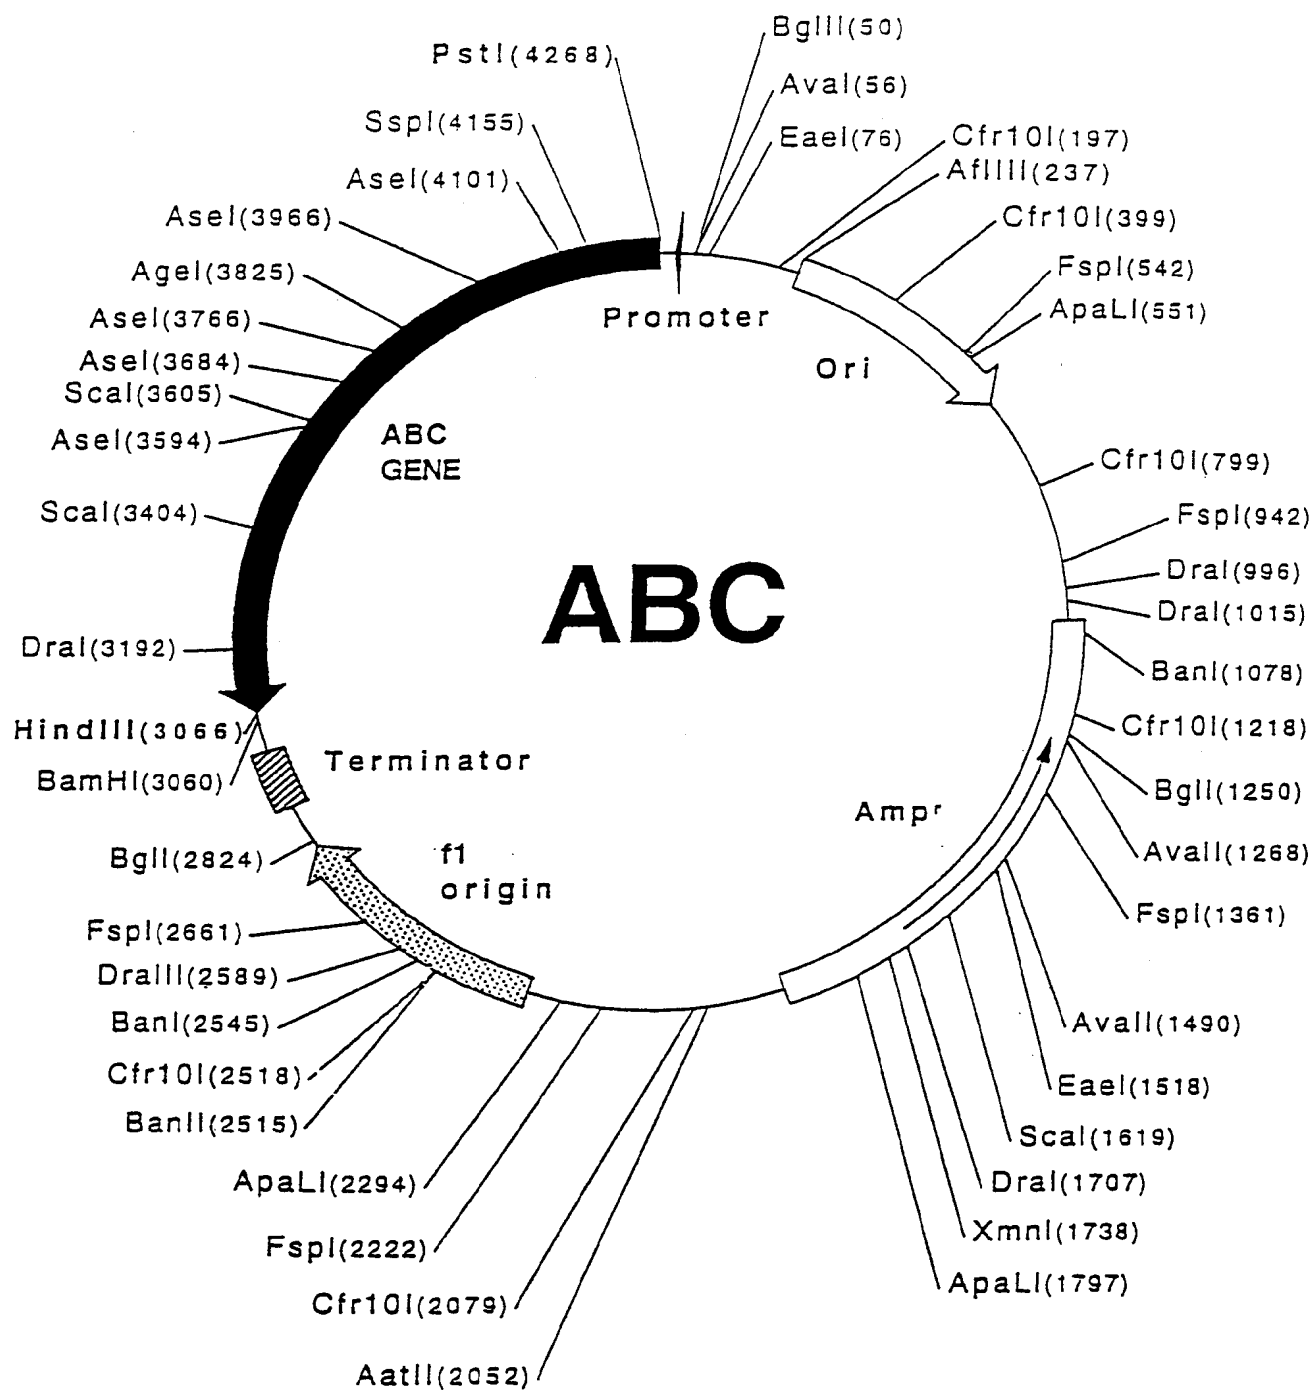 BglII(50)
AvaI(56)
EaeI(76)
Cfr10I(197)
AflIII(237)
Cfr10I(399)
FspI(542)
ApaLI(551)
Cfr10I(799)
FspI(942)
DraI(996)
DraI(1015)
BanI(1078)
Cfr10I(1218)
BglI(1250)
AvaII(1268)
FspI(1361)
AvaII(1490)
EaeI(1518)
ScaI(1619)
DraI(1707)
XmnI(1738)
ApaLI(1797)
AatII(2052)
Cfr10I(2079)
FspI(2222)
ApaLI(2294)
BanII(2515)
Cfr10I(2518)
BanI(2545)
DraIII(2589)
FspI(2661)
BglI(2824)
BamHI(3060)
HindIII(3066)
DraI(3192)
ScaI(3404)
AseI(3594)
ScaI(3605)
AseI(3684)
AseI(3766)
AgeI(3825)
AseI(3966)
AseI(4101)
SspI(4155)
PstI(4268)
Promoter
Ori
ABC
GENE
ABC
Terminator
Ampʳ
f1
origin